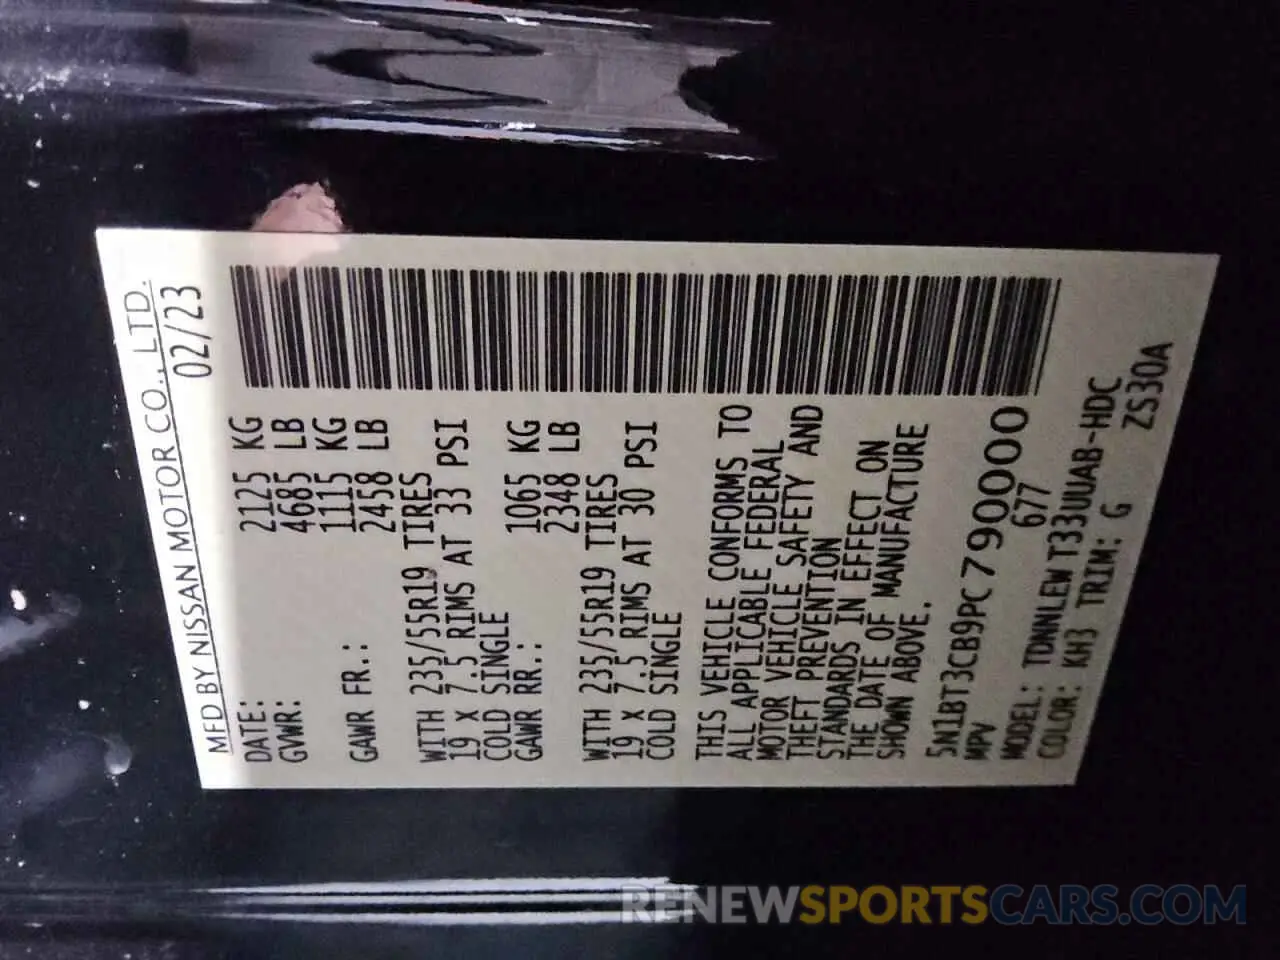 MFD BY NISSAN MOTOR CO., LTD.
DATE: 02/23
GVWR: 2125 KG
4685 LB
GAWR FR.: 1115 KG
2458 LB
WITH 235/55R19 TIRES
19 x 7.5 RIMS AT 33 PSI
COLD SINGLE
GAWR RR.: 1065 KG
2348 LB
WITH 235/55R19 TIRES
19 x 7.5 RIMS AT 30 PSI
COLD SINGLE
THIS VEHICLE CONFORMS TO
ALL APPLICABLE FEDERAL
MOTOR VEHICLE SAFETY AND
THEFT PREVENTION
STANDARDS IN EFFECT ON
THE DATE OF MANUFACTURE
SHOWN ABOVE.
5N1BT3CB9PC790000
MPV 677
MODEL: TDNNLEW T33UUAB-HDC
COLOR: KH3 TRIM: G ZS30A
RENEWSPORTSCARS.COM